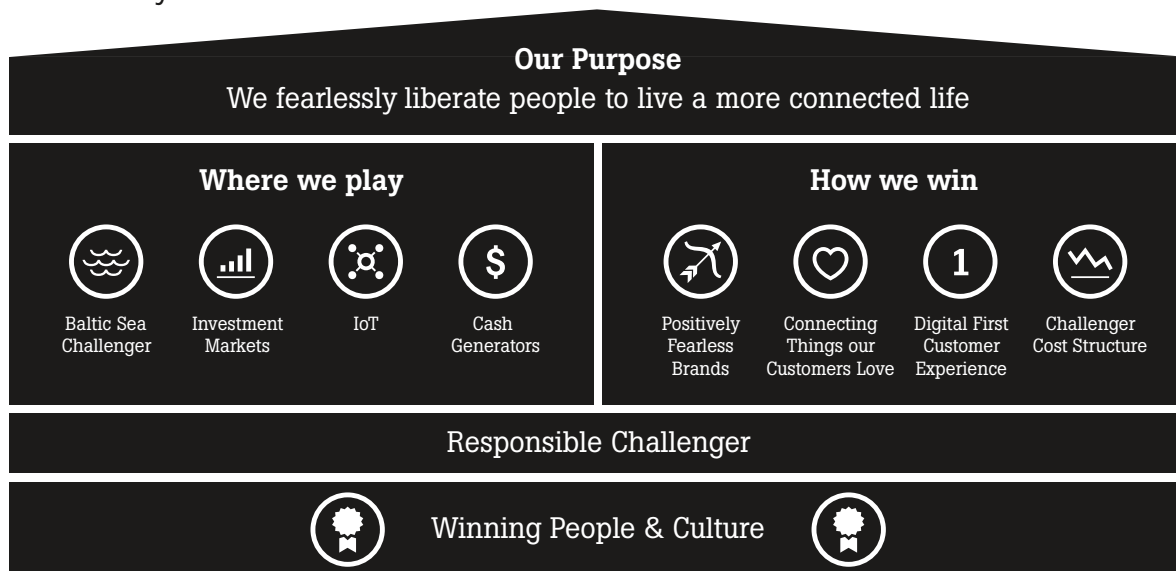 Our Purpose
We fearlessly liberate people to live a more connected life
Where we play
Baltic Sea
Challenger
Investment
Markets
IoT
$
Cash
Generators
How we win
Positively
Fearless
Brands
Connecting
Things our
Customers Love
1
Digital First
Customer
Experience
Challenger
Cost Structure
Responsible Challenger
Winning People & Culture